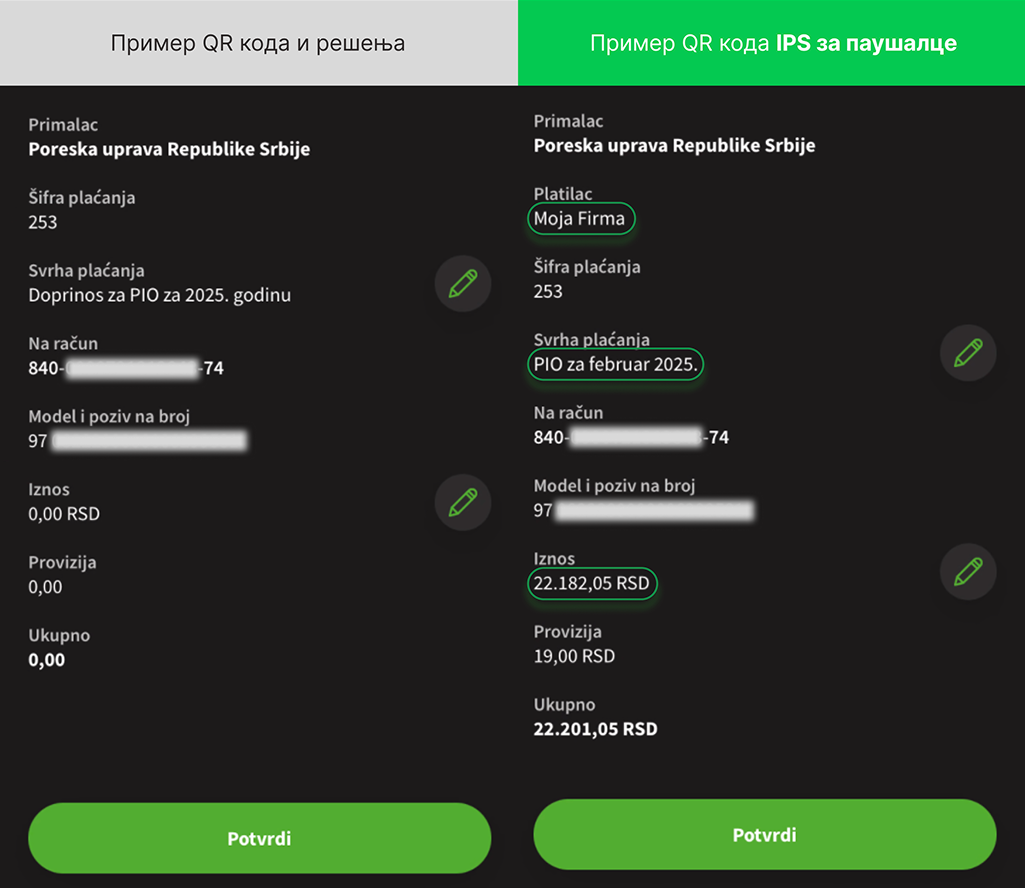 Пример QR кода и решења
Primalac
Poreska uprava Republike Srbije
Šifra plaćanja
253
Svrha plaćanja
Doprinos za PIO za 2025. godinu
Na račun
840- -74
Model i poziv na broj
97
Iznos
0,00 RSD
Provizija
0,00
Ukupno
0,00
Potvrdi
Пример QR кода IPS за паушалце
Primalac
Poreska uprava Republike Srbije
Platilac
Moja Firma
Šifra plaćanja
253
Svrha plaćanja
PIO za februar 2025.
Na račun
840- -74
Model i poziv na broj
97
Iznos
22.182,05 RSD
Provizija
19,00 RSD
Ukupno
22.201,05 RSD
Potvrdi